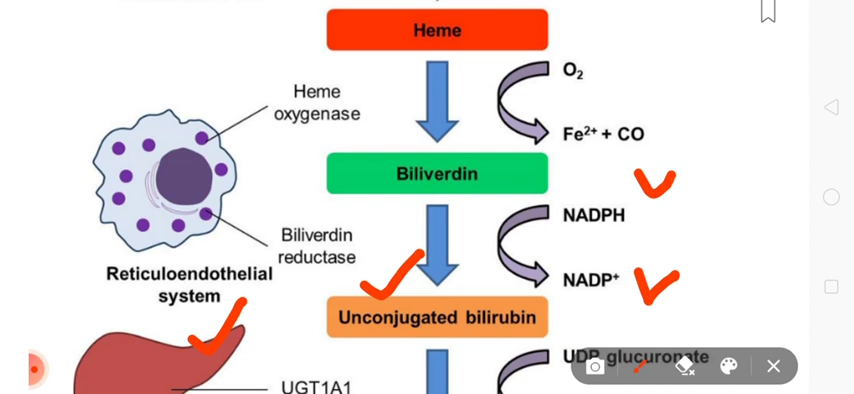 Heme
O₂
Heme
oxygenase
Fe²⁺ + CO
Biliverdin
NADPH
Biliverdin
reductase
Reticuloendothelial
system
NADP⁺
Unconjugated bilirubin
UDP glucuronate
UGT1A1